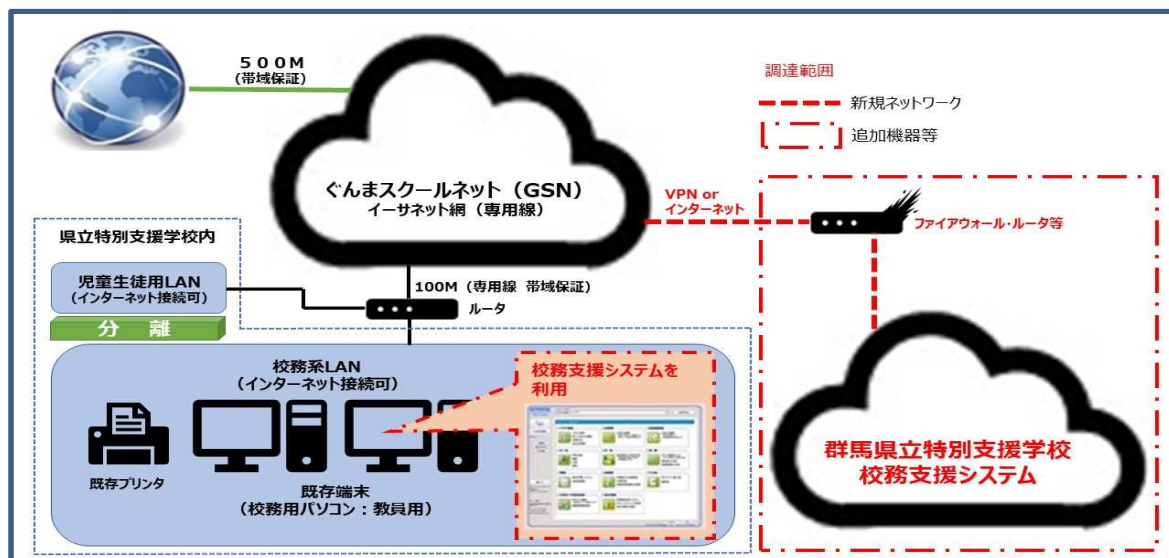 ５００M
(帯域保証)
調達範囲
新規ネットワーク
追加機器等
ぐんまスクールネット（GSN）
イーサネット網（専用線）
VPN or
インターネット
ファイアウォール・ルータ等
県立特別支援学校内
児童生徒用LAN
(インターネット接続可)
分　離
100M（専用線 帯域保証）
ルータ
校務系LAN
（インターネット接続可）
校務支援システムを
利用
既存プリンタ
既存端末
（校務用パソコン：教員用）
群馬県立特別支援学校
校務支援システム